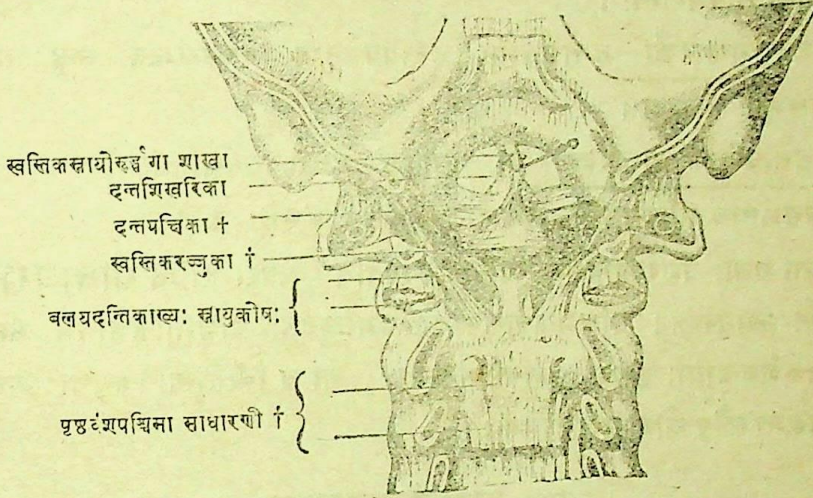 स्वस्तिकस्नायोरूर्द्ध्वगा शाखा
दन्तशिखरिका
दन्तपच्चिका †
स्वस्तिकरज्जुका †
वलयदन्तिकाख्यः स्नायुकोषः
पृष्ठवंशपश्चिमा साधारणी †